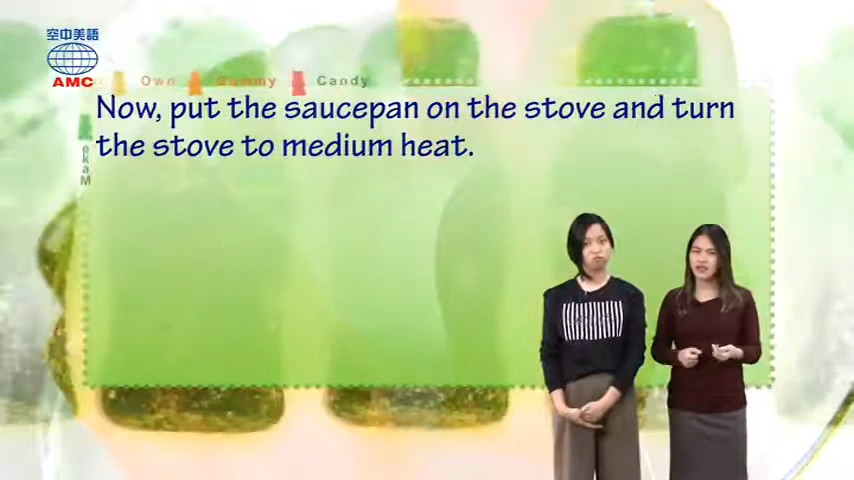 空中美語
AMC
Own Gummy Candy
Make
Now, put the saucepan on the stove and turn
the stove to medium heat.